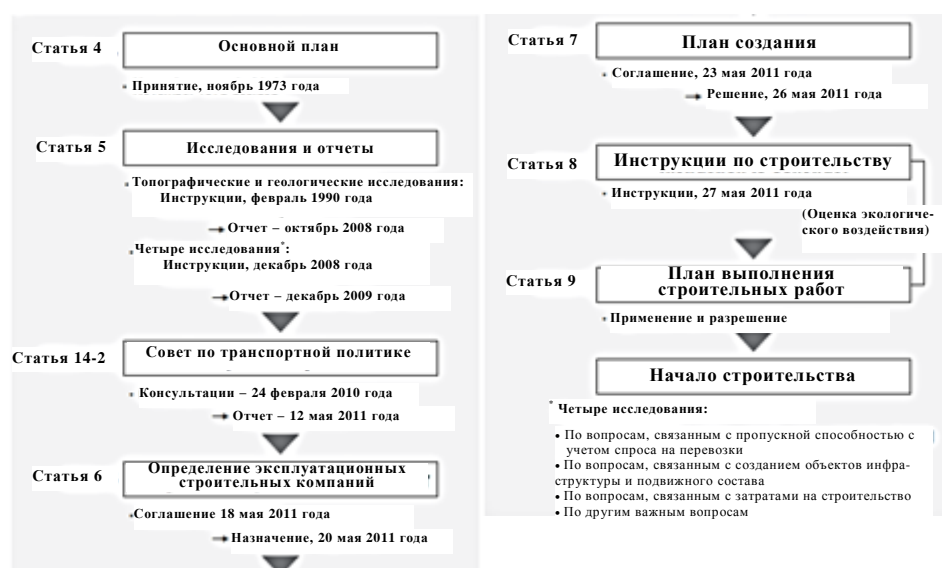 Статья 4
Основной план
Принятие, ноябрь 1973 года
Статья 5
Исследования и отчеты
Топографические и геологические исследования:
Инструкции, февраль 1990 года
Отчет – октябрь 2008 года
Четыре исследования*:
Инструкции, декабрь 2008 года
Отчет – декабрь 2009 года
Статья 14-2
Совет по транспортной политике
Консультации – 24 февраля 2010 года
Отчет – 12 мая 2011 года
Статья 6
Определение эксплуатационных
строительных компаний
Соглашение 18 мая 2011 года
Назначение, 20 мая 2011 года
Статья 7
План создания
Соглашение, 23 мая 2011 года
Решение, 26 мая 2011 года
Статья 8
Инструкции по строительству
Инструкции, 27 мая 2011 года
(Оценка экологиче-
ского воздействия)
Статья 9
План выполнения
строительных работ
Применение и разрешение
Начало строительства
* Четыре исследования:
• По вопросам, связанным с пропускной способностью с
учетом спроса на перевозки
• По вопросам, связанным с созданием объектов инфра-
структуры и подвижного состава
• По вопросам, связанным с затратами на строительство
• По другим важным вопросам